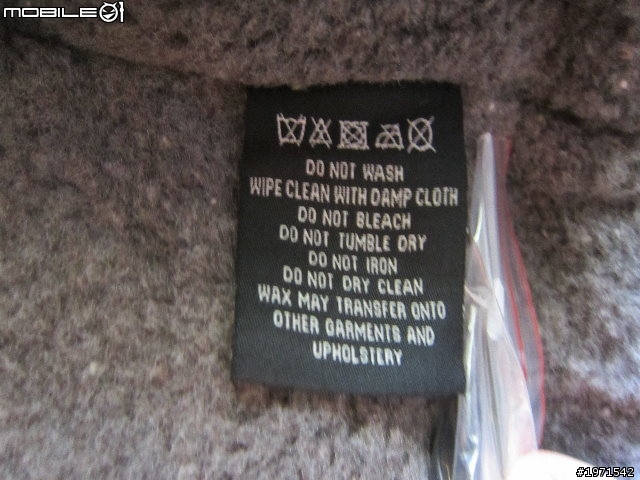 MOBILE01
DO NOT WASH
WIPE CLEAN WITH DAMP CLOTH
DO NOT BLEACH
DO NOT TUMBLE DRY
DO NOT IRON
DO NOT DRY CLEAN
WAX MAY TRANSFER ONTO
OTHER GARMENTS AND
UPHOLSTERY
#1971542